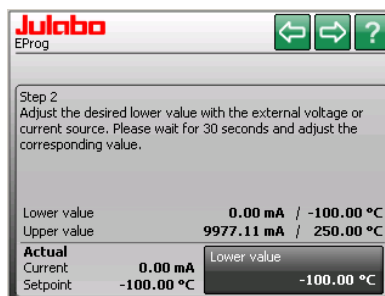 Julabo
EProg
?
Step 2
Adjust the desired lower value with the external voltage or
current source. Please wait for 30 seconds and adjust the
corresponding value.
Lower value 0.00 mA / -100.00 °C
Upper value 9977.11 mA / 250.00 °C
Actual
Current 0.00 mA
Setpoint -100.00 °C
Lower value
-100.00 °C